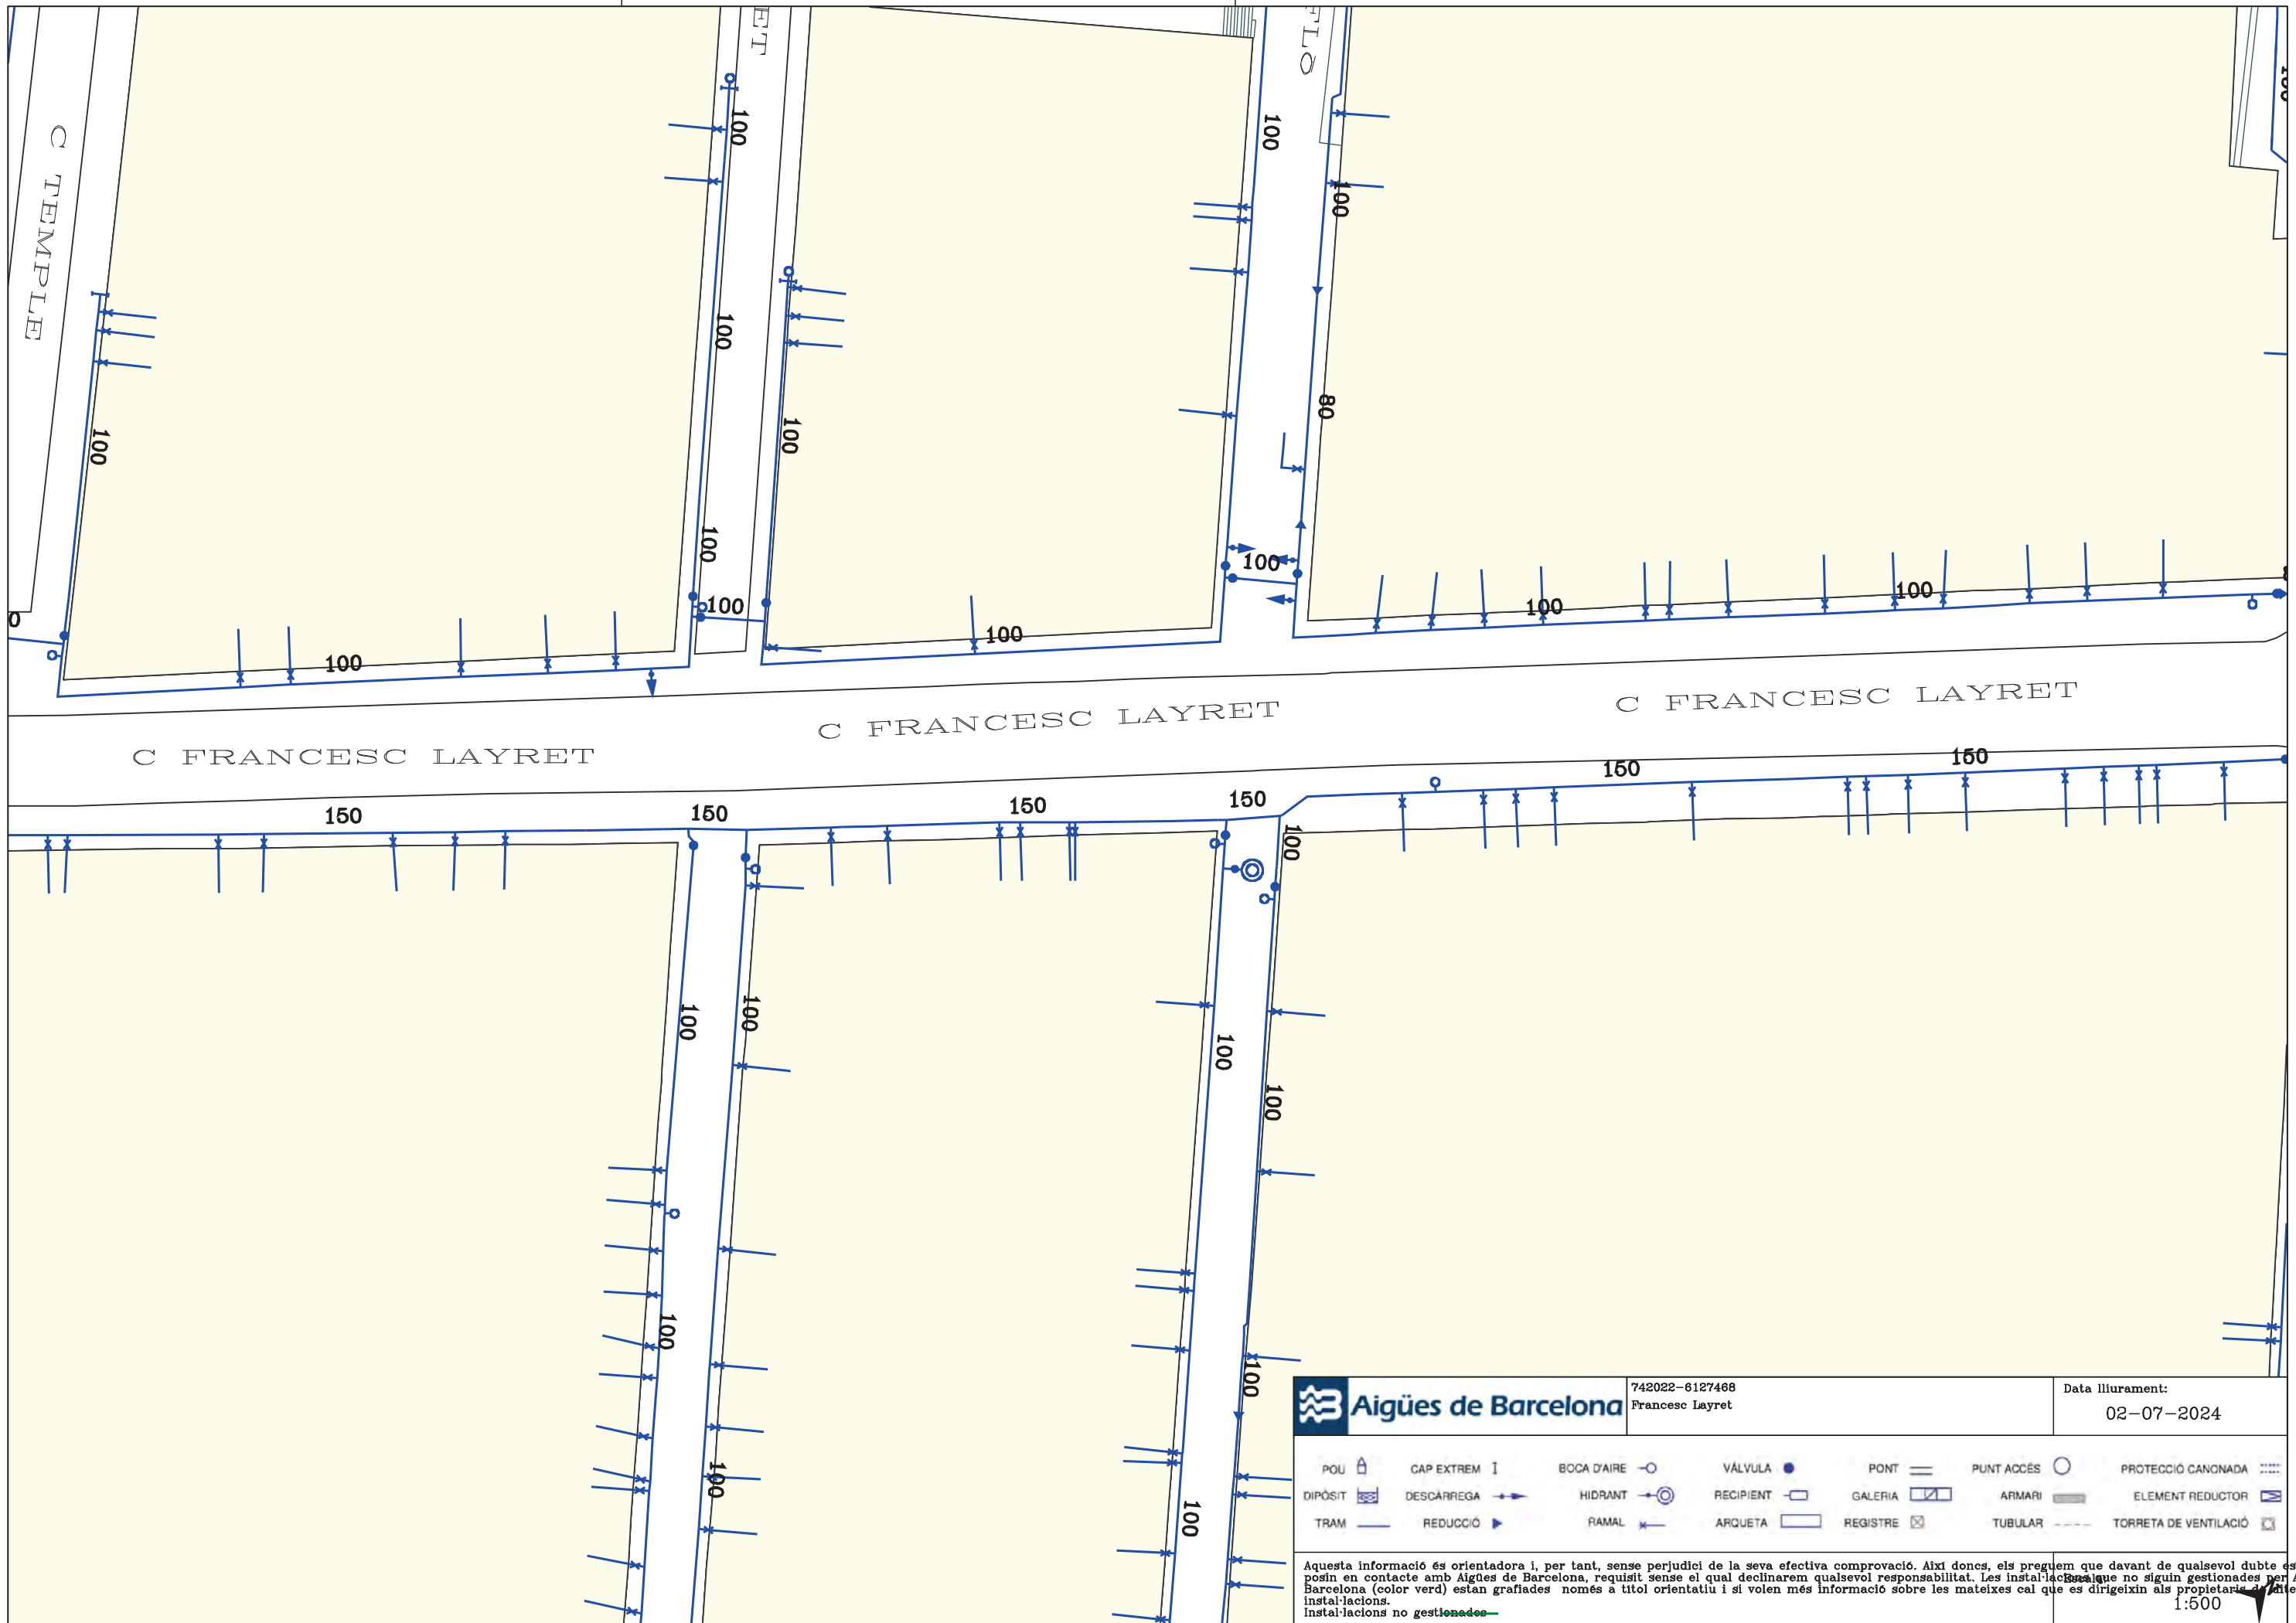 ET
FLÓ
C TEMPLE
100
100
100
100
100
100
100
80
100
100
100
100
100
100
100
100
100
0
C FRANCESC LAYRET
C FRANCESC LAYRET
C FRANCESC LAYRET
150
150
150
150
150
150
100
100
100
100
100
100
100
100
100
Aigües de Barcelona
742022-6127468
Francesc Layret
Data lliurament:
02-07-2024
POU CAP EXTREM BOCA D'AIRE VÀLVULA PONT PUNT ACCÉS PROTECCIÓ CANONADA
DIPÒSIT DESCÀRREGA HIDRANT RECIPIENT GALERIA ARMARI ELEMENT REDUCTOR
TRAM REDUCCIÓ RAMAL ARQUETA REGISTRE TUBULAR TORRETA DE VENTILACIÓ
Aquesta informació és orientadora i, per tant, sense perjudici de la seva efectiva comprovació. Així doncs, els preguem que davant de qualsevol dubte es
posin en contacte amb Aigües de Barcelona, requisit sense el qual declinarem qualsevol responsabilitat. Les instal·lacions que no siguin gestionades per A
Barcelona (color verd) estan grafiades només a títol orientatiu i si volen més informació sobre les mateixes cal que es dirigeixin als propietaris
instal·lacions.
Instal·lacions no gestionades
Escala:
1:500
N